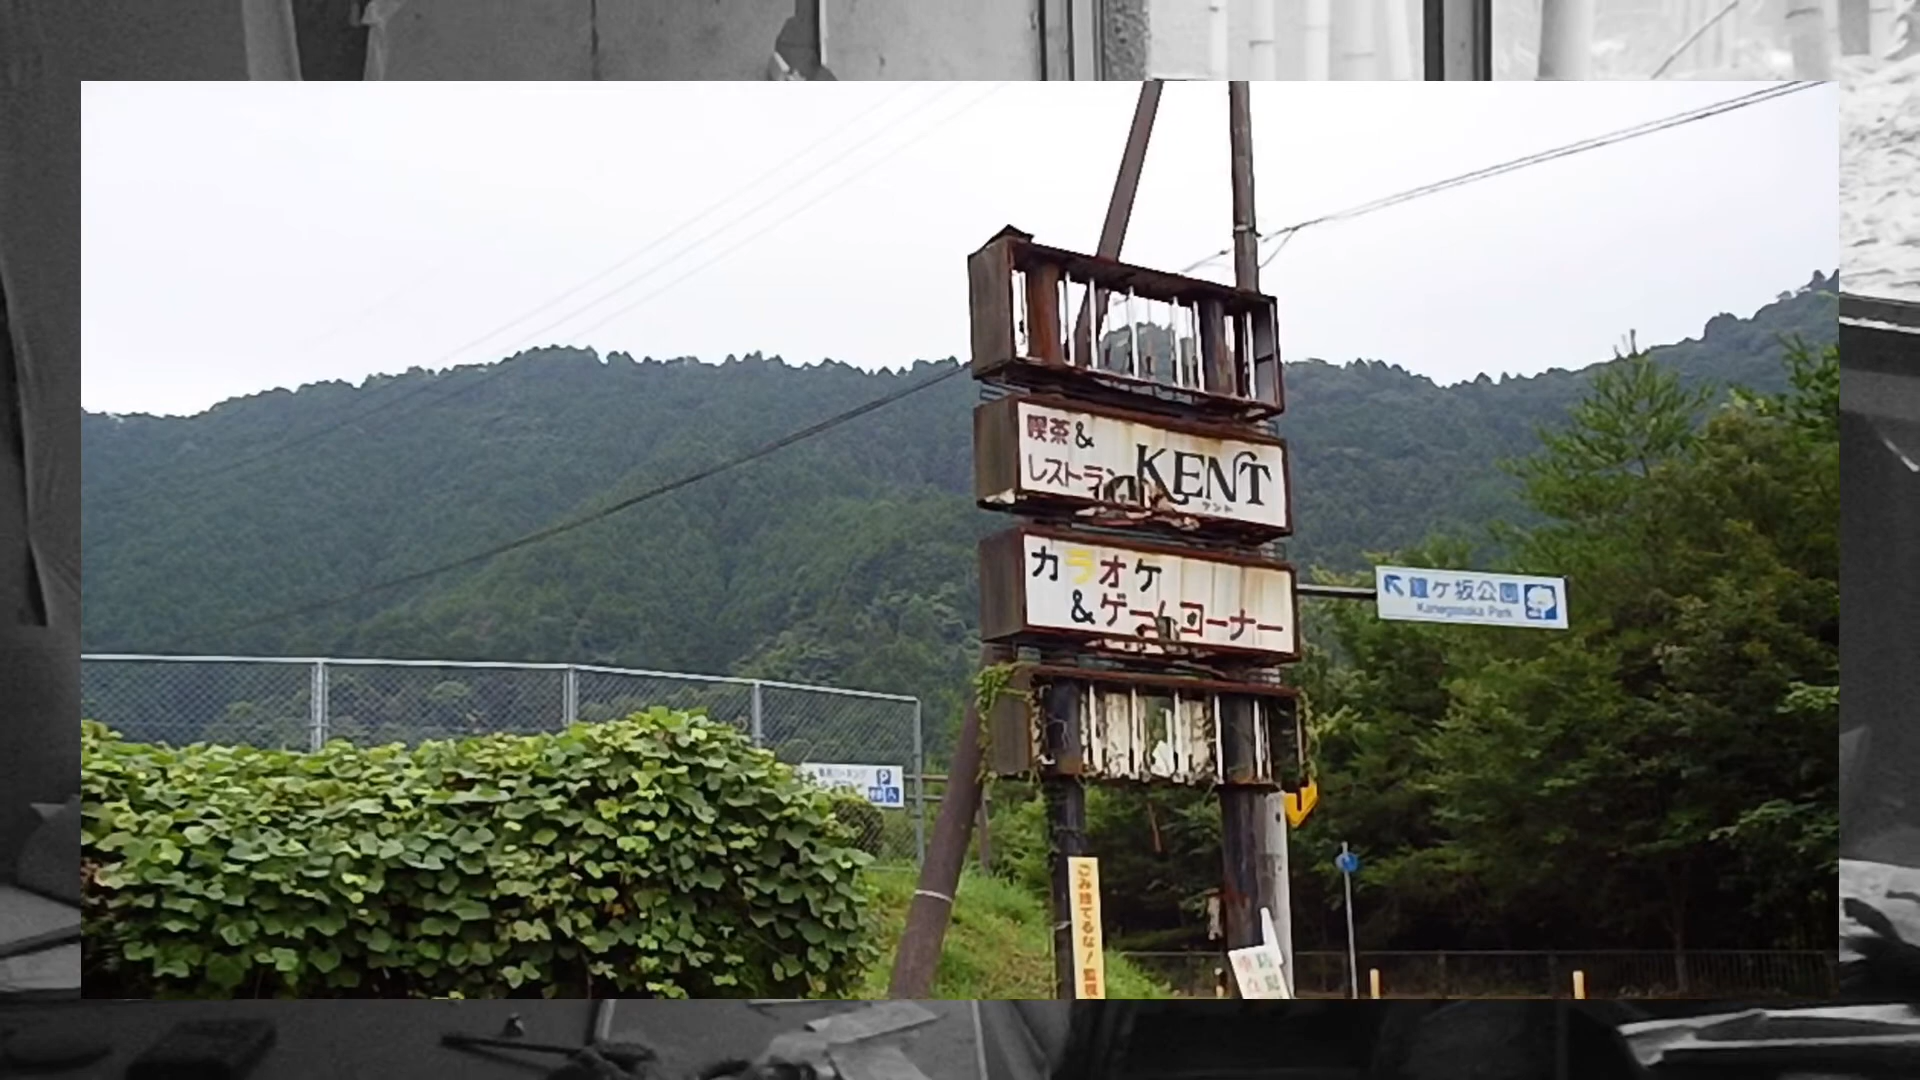 喫茶&
レストラン KENT
ケント
カラオケ
&ゲームコーナー
鐘ケ坂公園
Kanegasaka Park
P
ごみ捨てるな!監視